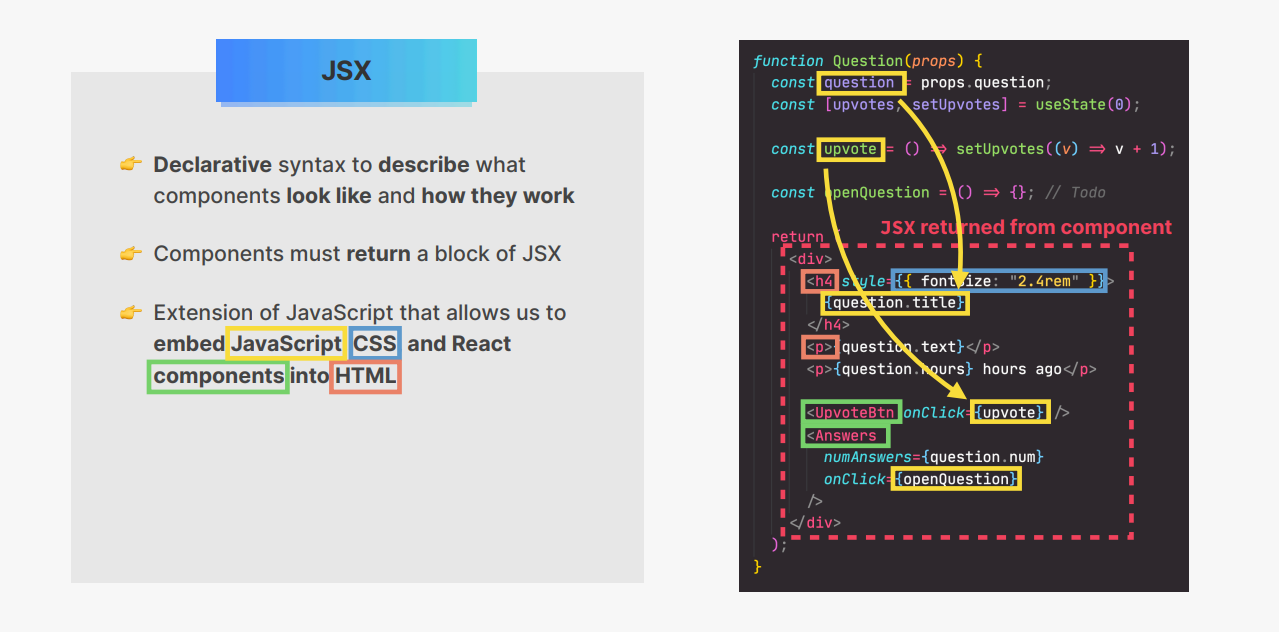 JSX
👉 Declarative syntax to describe what
components look like and how they work
👉 Components must return a block of JSX
👉 Extension of JavaScript that allows us to
embed JavaScript CSS and React
components into HTML
function Question(props) {
const question = props.question;
const [upvotes, setUpvotes] = useState(0);
const upvote = () => setUpvotes((v) => v + 1);
const openQuestion = () => {}; // Todo
return (
JSX returned from component
<div>
<h4 style={{ fontsize: "2.4rem" }}>
{question.title}
</h4>
<p>{question.text}</p>
<p>{question.hours} hours ago</p>
<UpvoteBtn onClick={upvote} />
<Answers
numAnswers={question.num}
onClick={openQuestion}
/>
</div>
);
}